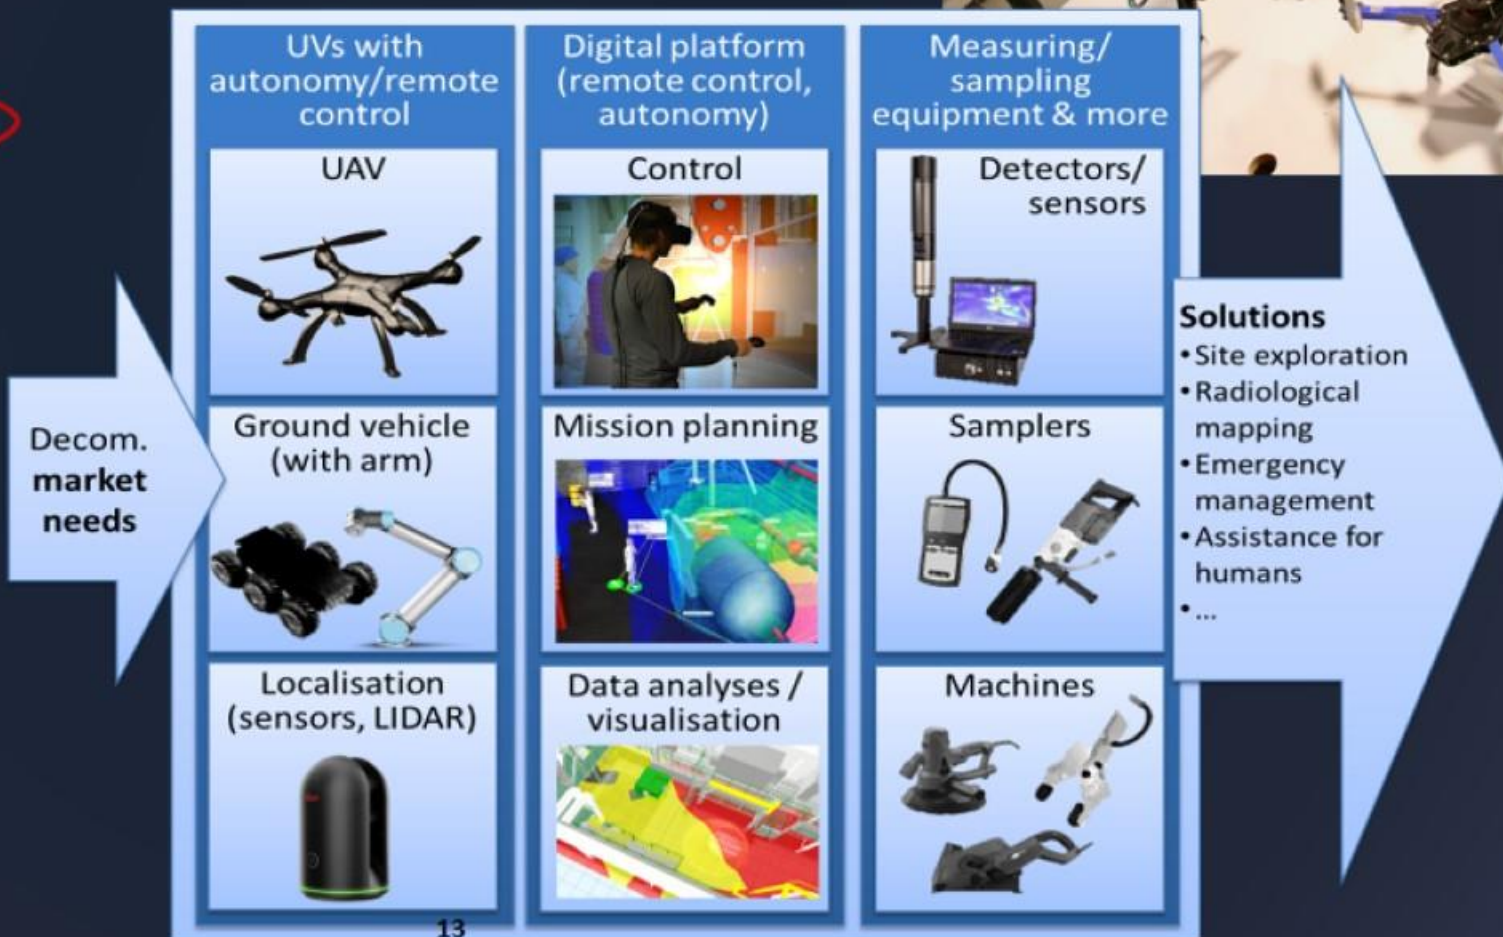 Decom.
market
needs
UVs with
autonomy/remote
control
UAV
Ground vehicle
(with arm)
Localisation
(sensors, LIDAR)
Digital platform
(remote control,
autonomy)
Control
Mission planning
Data analyses /
visualisation
Measuring/
sampling
equipment & more
Detectors/
sensors
Samplers
Machines
Solutions
• Site exploration
• Radiological
mapping
• Emergency
management
• Assistance for
humans
• ...
13